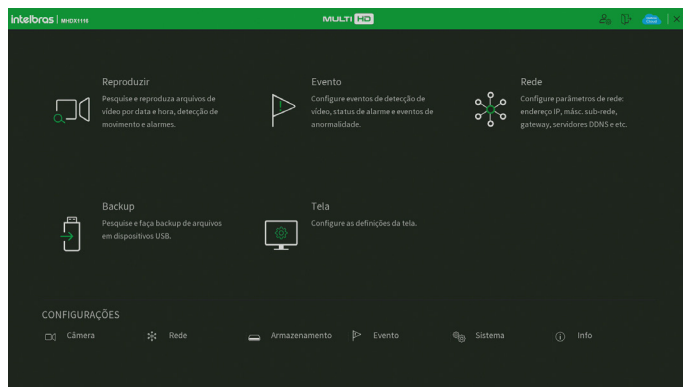 intelbras | MHDX1116
MULTI HD
Reproduzir
Pesquise e reproduza arquivos de
vídeo por data e hora, detecção de
movimento e alarmes.
Evento
Configure eventos de detecção de
vídeo, status de alarme e eventos de
anormalidade.
Rede
Configure parâmetros de rede:
endereço IP, másc. sub-rede,
gateway, servidores DDNS e etc.
Backup
Pesquise e faça backup de arquivos
em dispositivos USB.
Tela
Configure as definições da tela.
CONFIGURAÇÕES
Câmera
Rede
Armazenamento
Evento
Sistema
Info